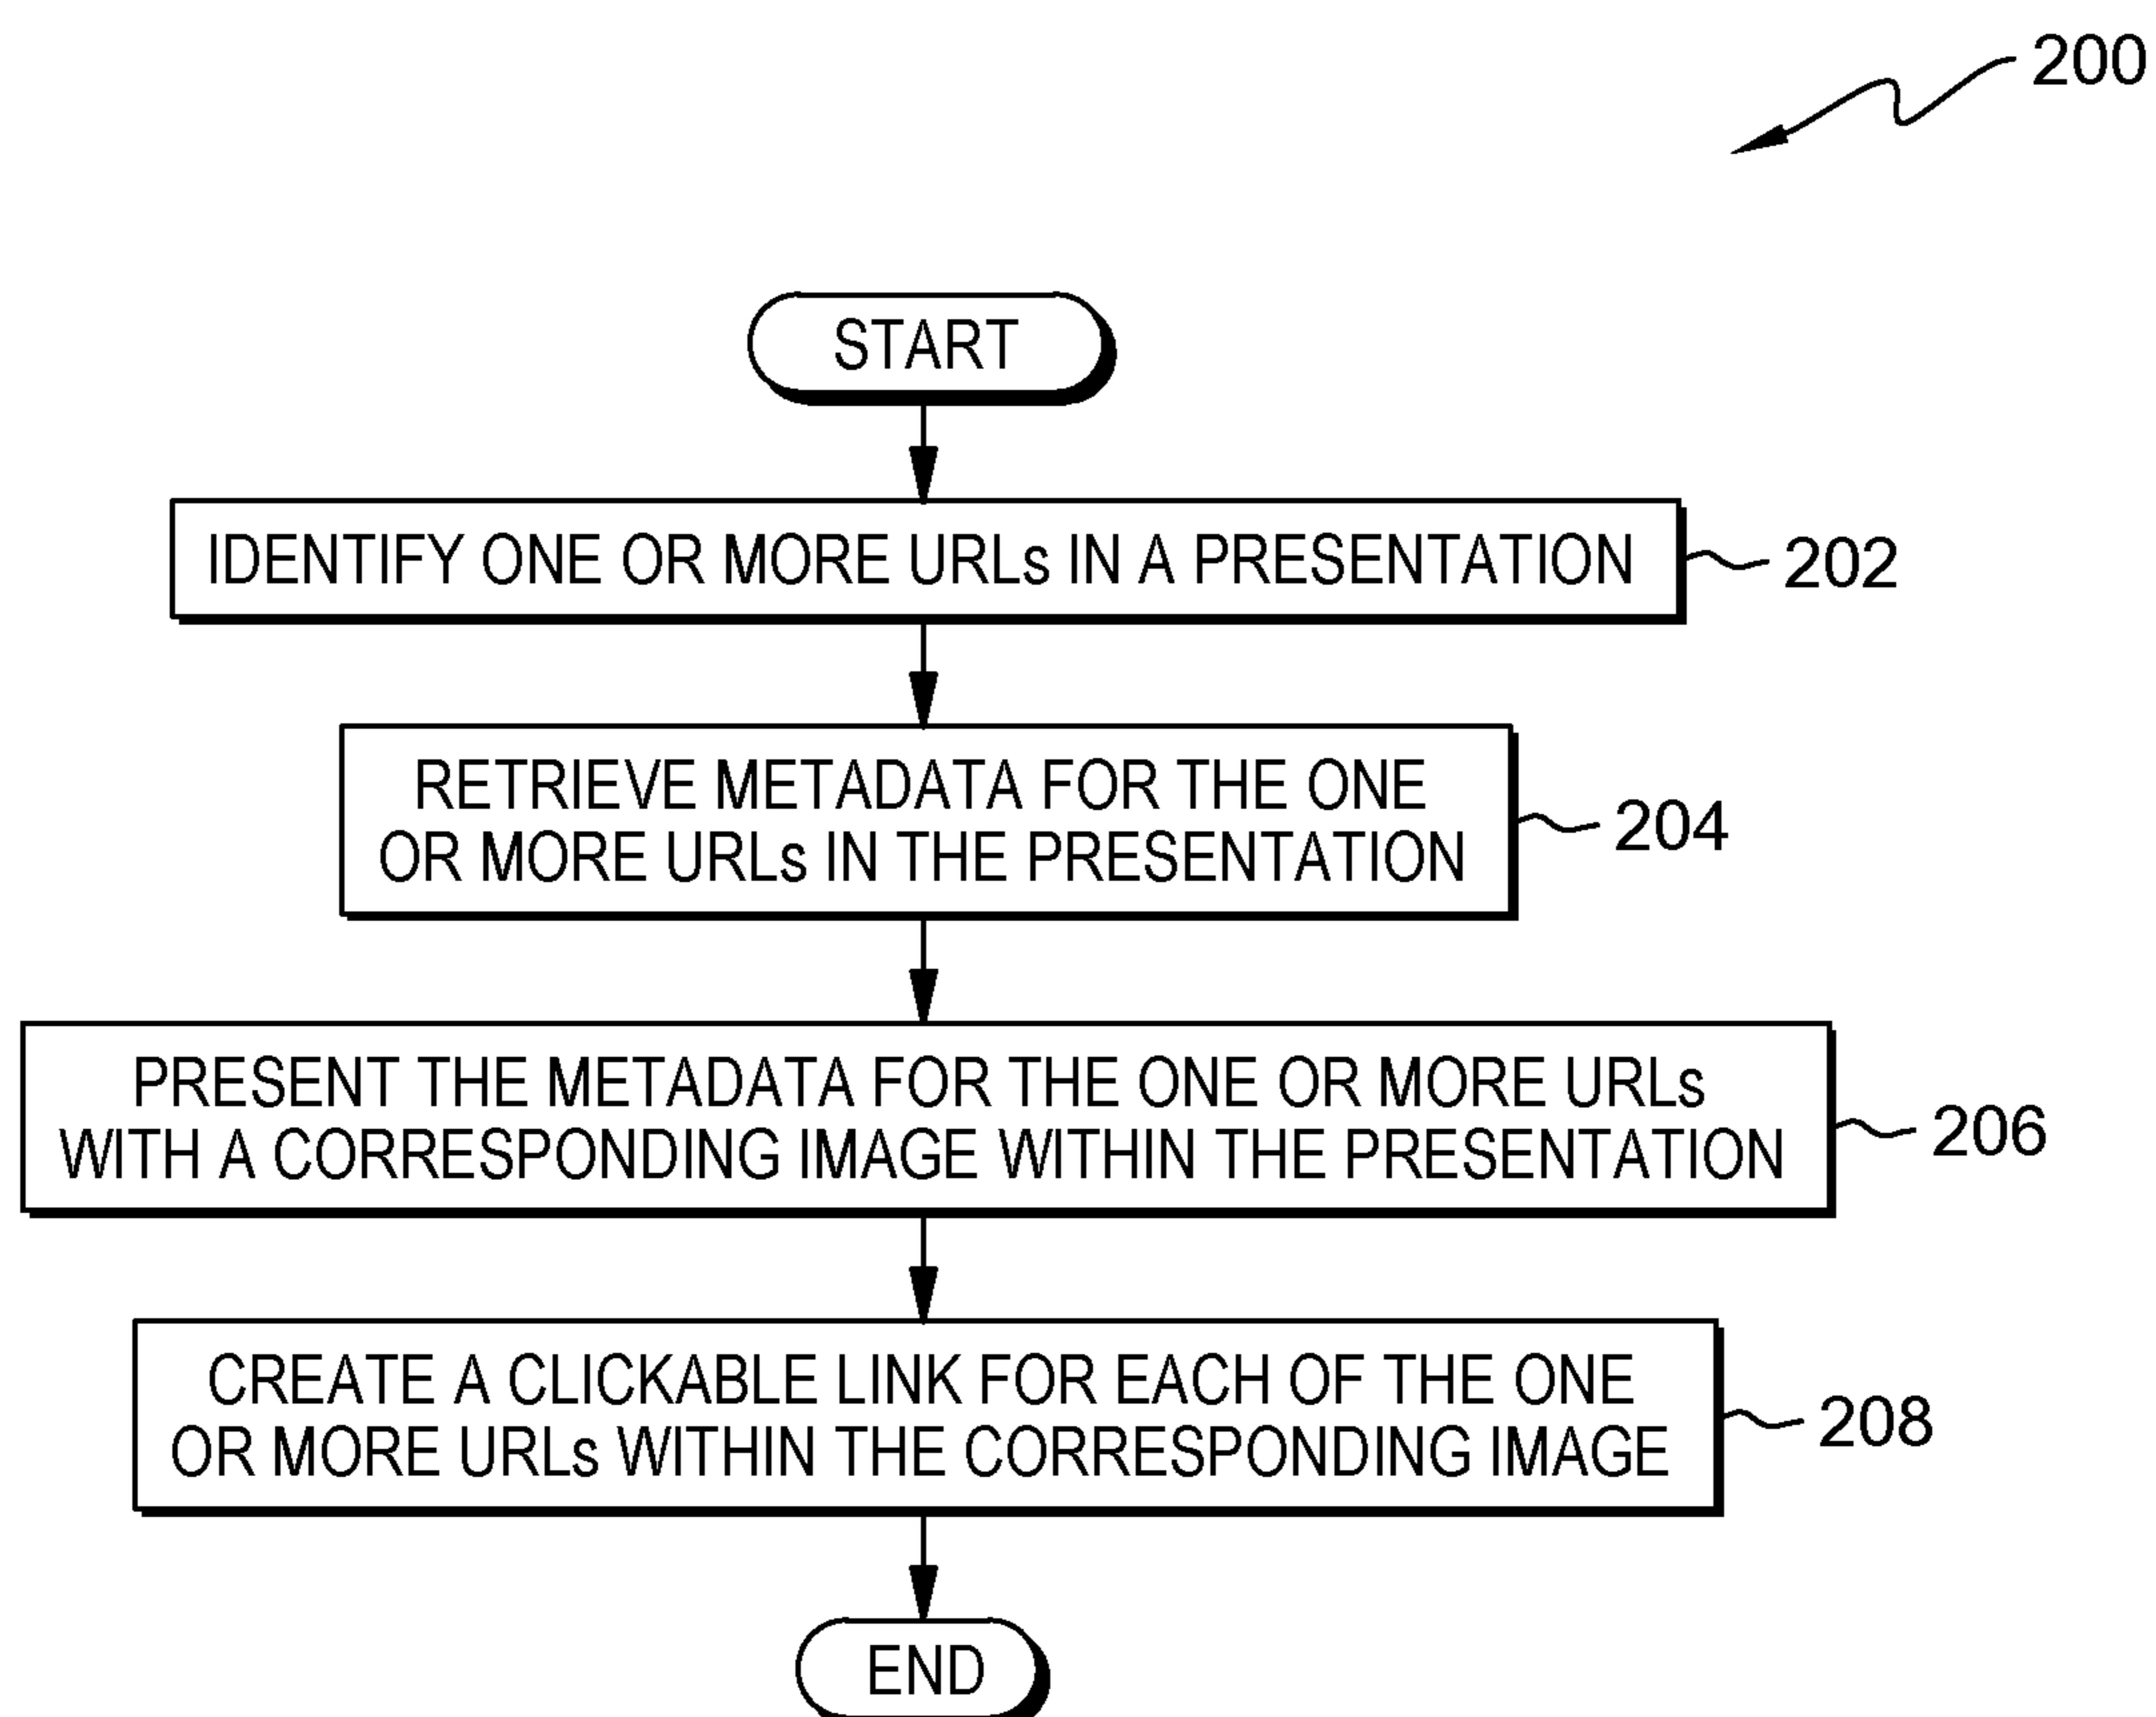 200
START
IDENTIFY ONE OR MORE URLs IN A PRESENTATION
202
RETRIEVE METADATA FOR THE ONE
OR MORE URLs IN THE PRESENTATION
204
PRESENT THE METADATA FOR THE ONE OR MORE URLs
WITH A CORRESPONDING IMAGE WITHIN THE PRESENTATION
206
CREATE A CLICKABLE LINK FOR EACH OF THE ONE
OR MORE URLs WITHIN THE CORRESPONDING IMAGE
208
END